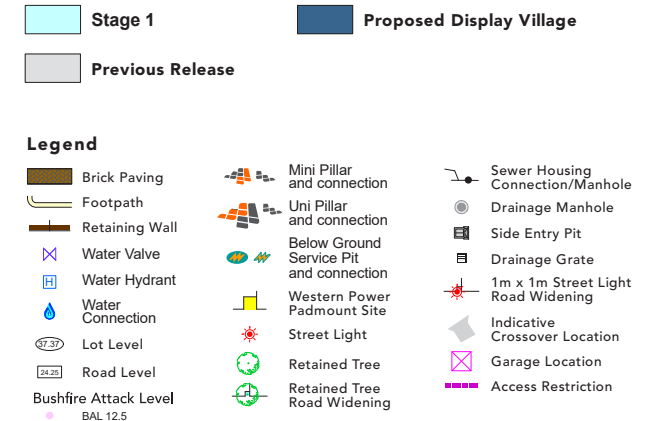 Stage 1
Proposed Display Village
Previous Release
Legend
Brick Paving
Footpath
Retaining Wall
Water Valve
H
Water Hydrant
Water
Connection
37.37
Lot Level
24.25
Road Level
Bushfire Attack Level
BAL 12.5
Mini Pillar
and connection
Uni Pillar
and connection
Below Ground
Service Pit
and connection
Western Power
Padmount Site
Street Light
Retained Tree
Retained Tree
Road Widening
Sewer Housing
Connection/Manhole
Drainage Manhole
Side Entry Pit
Drainage Grate
1m x 1m Street Light
Road Widening
Indicative
Crossover Location
Garage Location
Access Restriction